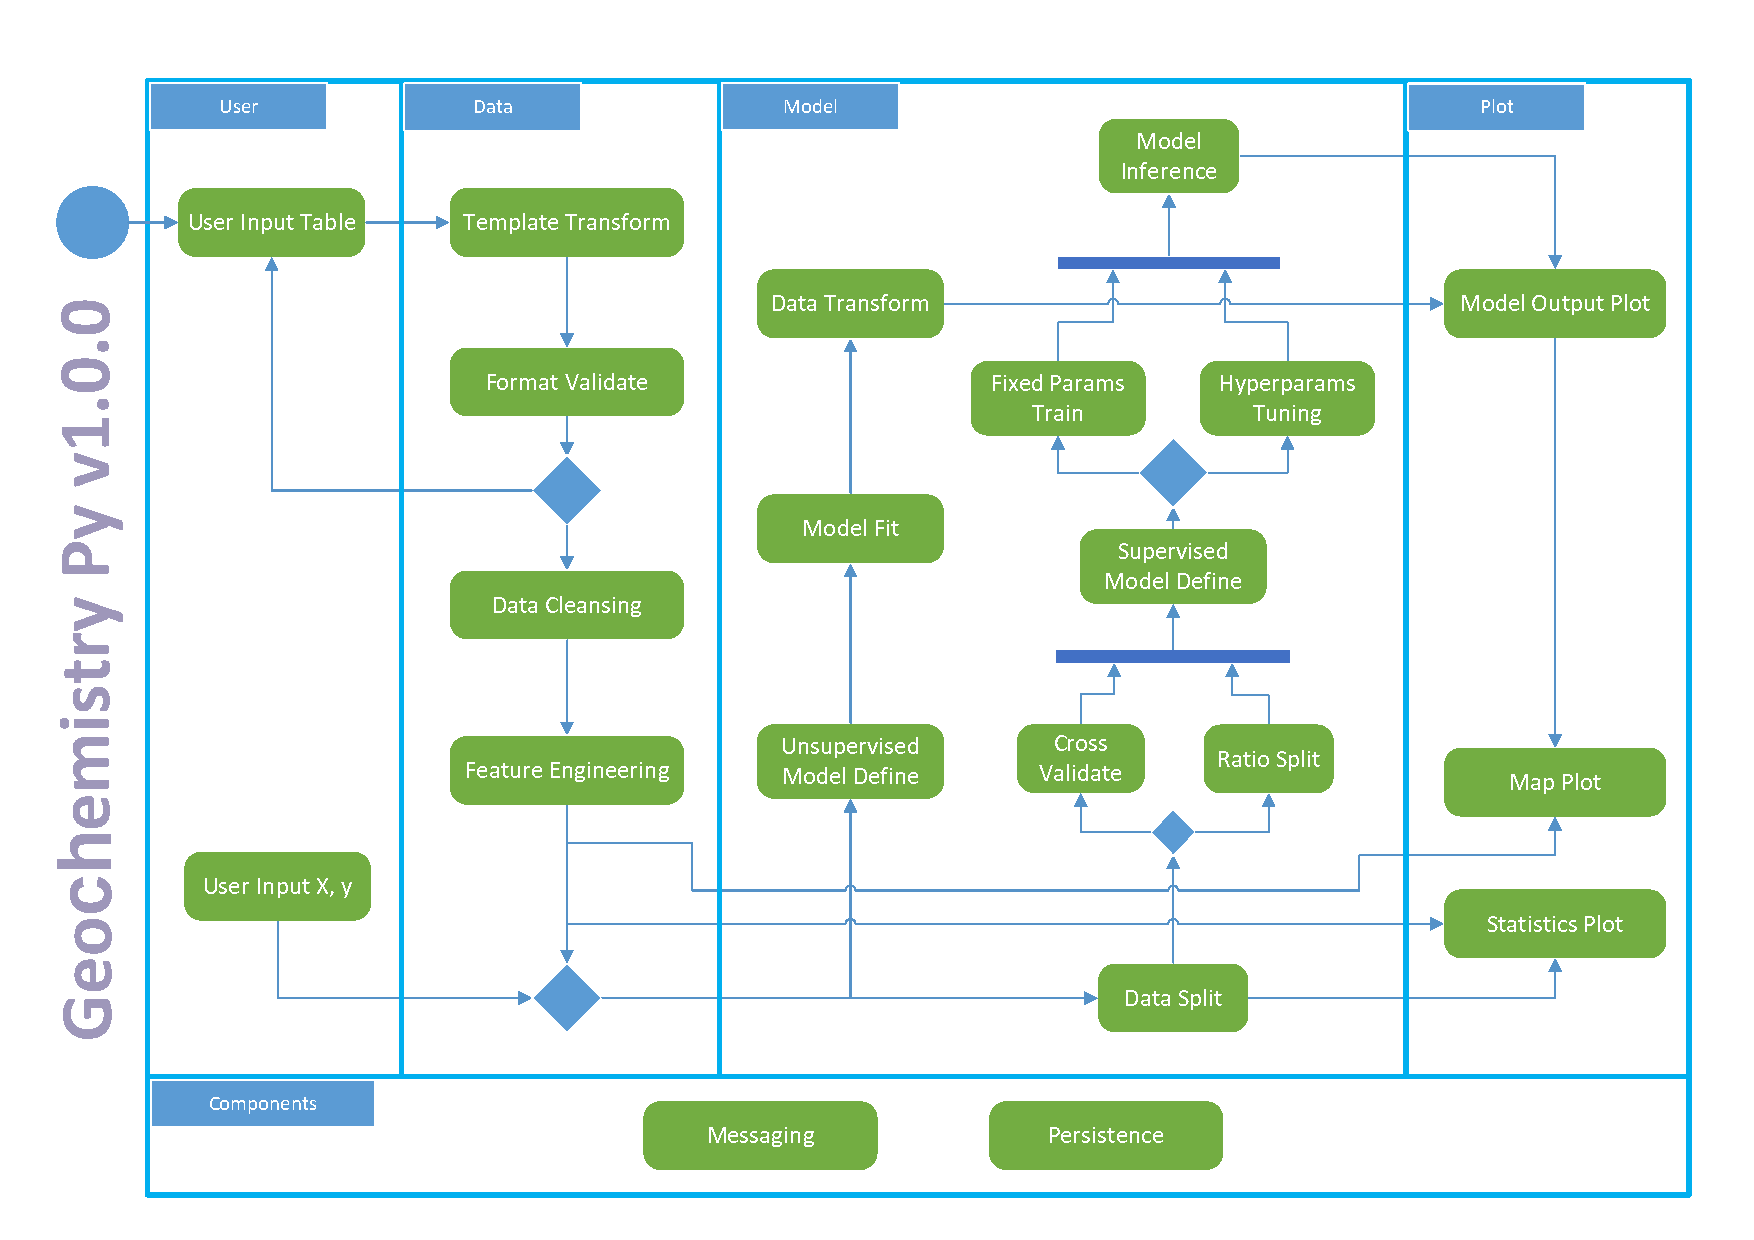 Geochemistry Py v1.0.0
User
Data
Model
Plot
Model
Inference
User Input Table
Template Transform
Data Transform
Model Output Plot
Format Validate
Fixed Params
Train
Hyperparams
Tuning
Model Fit
Supervised
Model Define
Data Cleansing
Feature Engineering
Unsupervised
Model Define
Cross
Validate
Ratio Split
Map Plot
User Input X, y
Statistics Plot
Data Split
Components
Messaging
Persistence